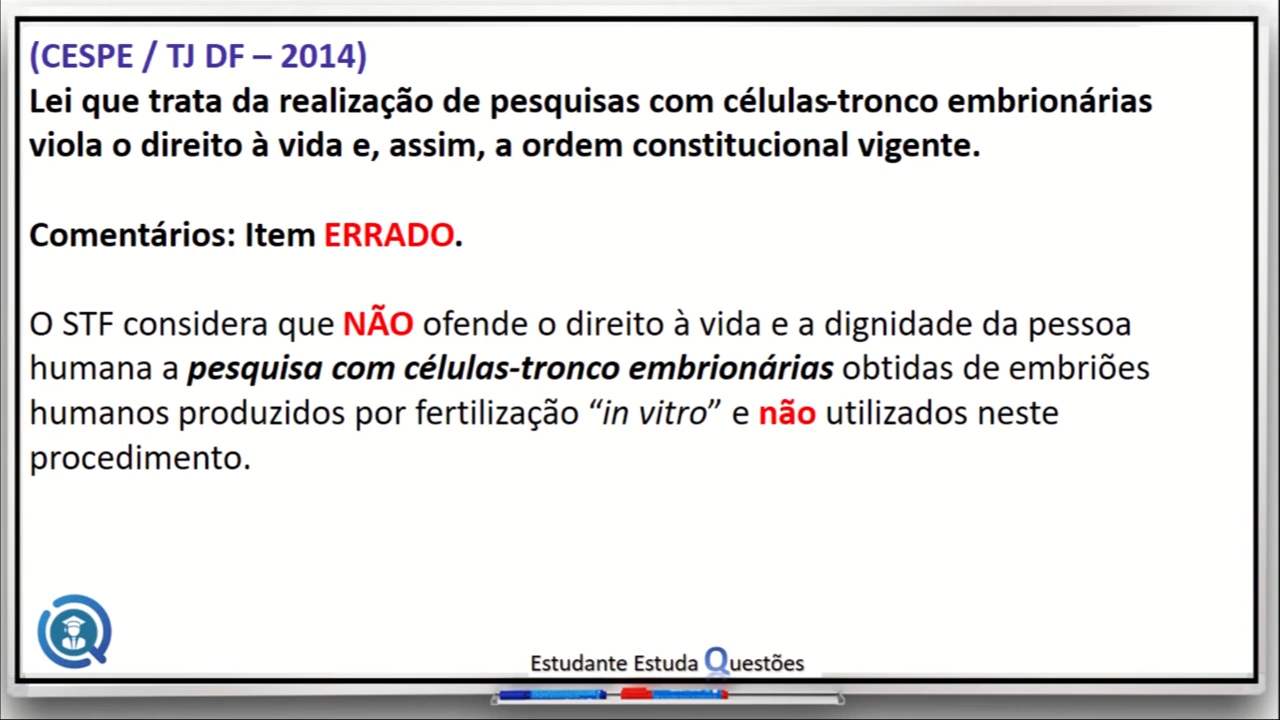 (CESPE / TJ DF – 2014)
Lei que trata da realização de pesquisas com células-tronco embrionárias
viola o direito à vida e, assim, a ordem constitucional vigente.
Comentários: Item ERRADO.
O STF considera que NÃO ofende o direito à vida e a dignidade da pessoa
humana a pesquisa com células-tronco embrionárias obtidas de embriões
humanos produzidos por fertilização “in vitro” e não utilizados neste
procedimento.
Estudante Estuda Questões